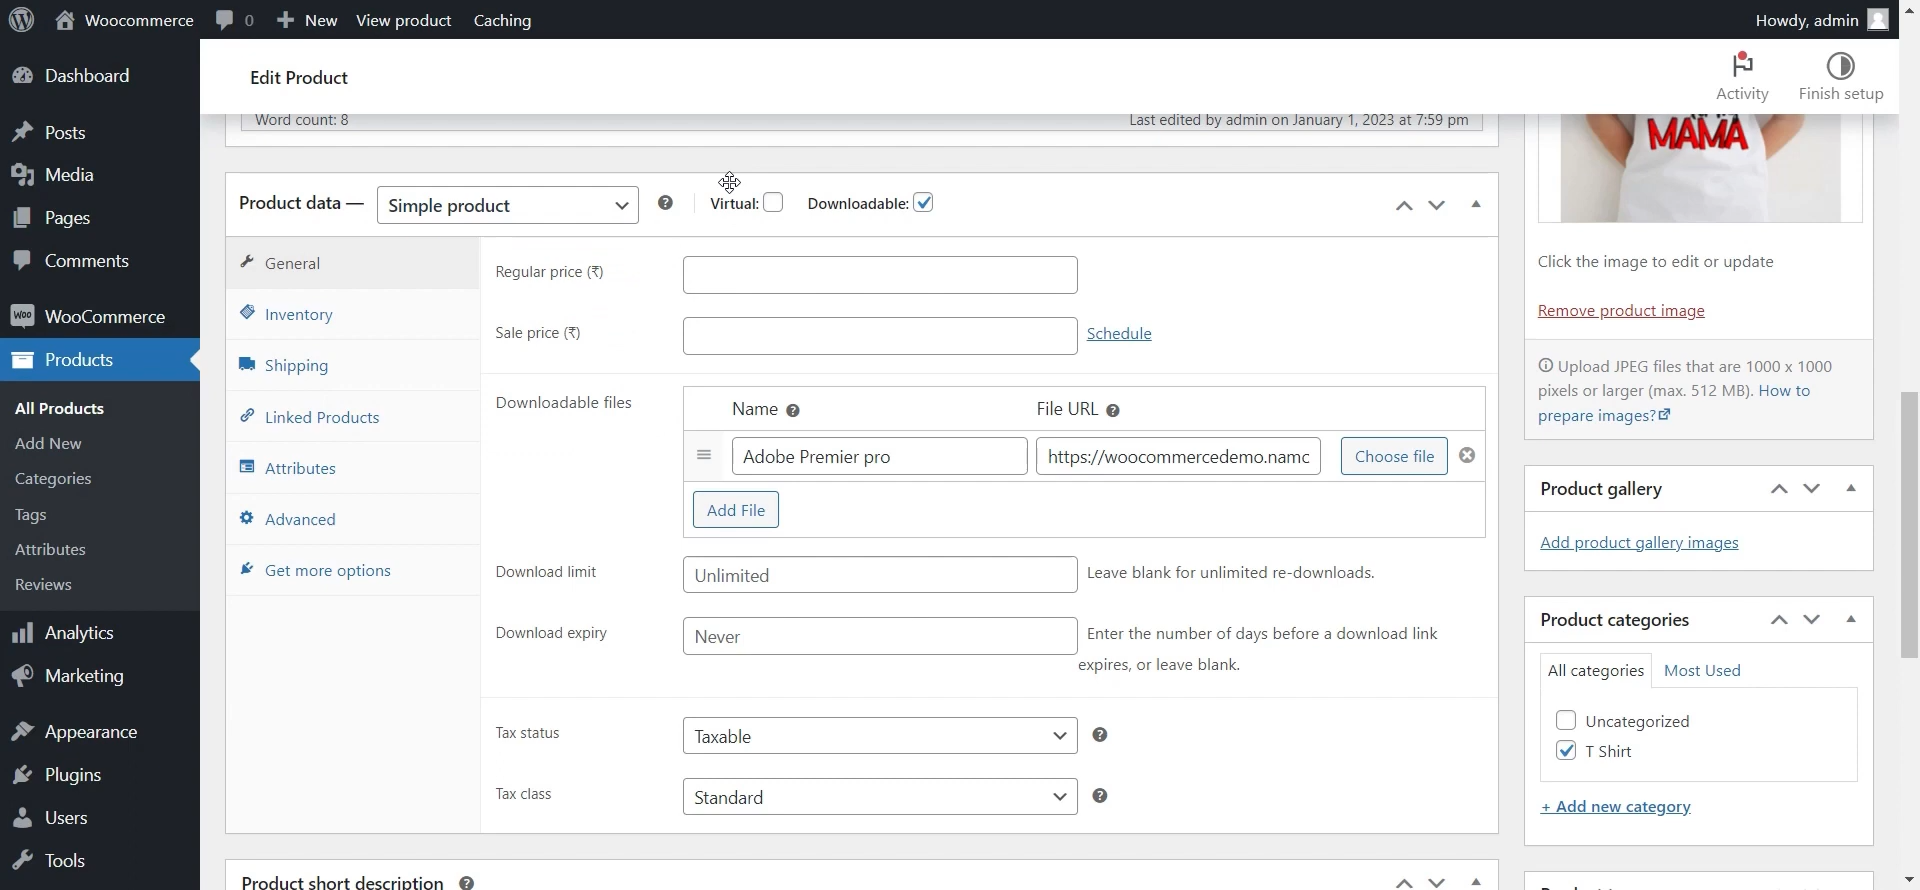 Woocommerce 0 New View product Caching Howdy, admin
Dashboard
Posts
Media
Pages
Comments
WooCommerce
Products
All Products
Add New
Categories
Tags
Attributes
Reviews
Analytics
Marketing
Appearance
Plugins
Users
Tools
Edit Product
Activity
Finish setup
Word count: 8 Last edited by admin on January 1, 2023 at 7:59 pm
Product data — Simple product Virtual: Downloadable:
General
Inventory
Shipping
Linked Products
Attributes
Advanced
Get more options
Regular price (₹)
Sale price (₹) Schedule
Downloadable files
Name File URL
Adobe Premier pro https://woocommercedemo.namc Choose file
Add File
Download limit Unlimited Leave blank for unlimited re-downloads.
Download expiry Never Enter the number of days before a download link
expires, or leave blank.
Tax status Taxable
Tax class Standard
Product short description
MAMA
Click the image to edit or update
Remove product image
Upload JPEG files that are 1000 x 1000
pixels or larger (max. 512 MB). How to
prepare images?
Product gallery
Add product gallery images
Product categories
All categories Most Used
Uncategorized
T Shirt
+ Add new category